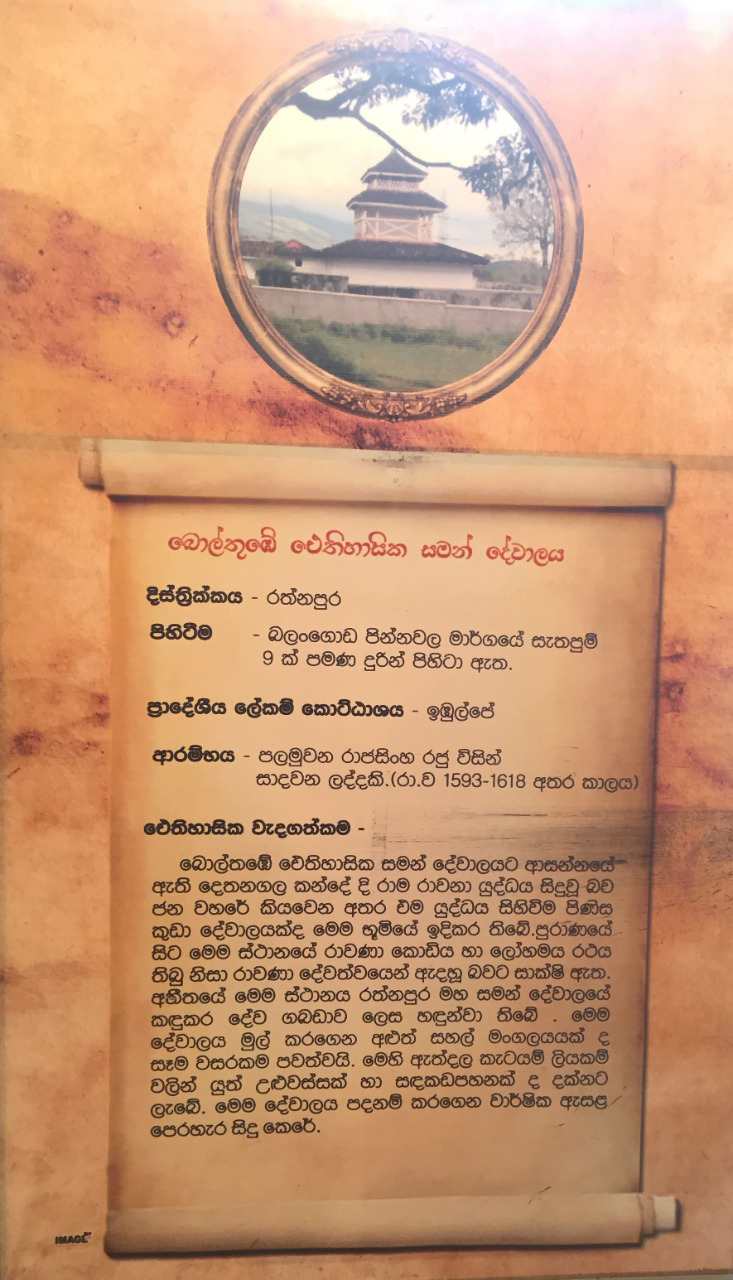 බොල්තුඹේ ඓතිහාසික සමන් දේවාලය
දිස්ත්‍රික්කය - රත්නපුර
පිහිටීම - බලංගොඩ පින්නවල මාර්ගයේ සැතපුම්
9 ක් පමණ දුරින් පිහිටා ඇත.
ප්‍රාදේශීය ලේකම් කොට්ඨාශය - ඉඹුල්පේ
ආරම්භය - පලමුවන රාජසිංහ රජු විසින්
සාදවන ලද්දකි.(රා.ව 1593-1618 අතර කාලය)
ඓතිහාසික වැදගත්කම -
බොල්තඹේ ඓතිහාසික සමන් දේවාලයට ආසන්නයේ
ඇති දෙතනගල කන්දේ දි රාම රාවනා යුද්ධය සිදුවූ බව
ජන වහරේ කියවෙන අතර එම යුද්ධය සිහිවීම පිණිස
කුඩා දේවාලයක්ද මෙම භූමියේ ඉදිකර තිබේ.පුරාණයේ
සිට මෙම ස්ථානයේ රාවණා කොඩිය හා ලෝහමය රථය
තිබු නිසා රාවණා දේවත්වයෙන් ඇදහූ බවට සාක්ෂි ඇත.
අතීතයේ මෙම ස්ථානය රත්නපුර මහ සමන් දේවාලයේ
කඳුකර දේව ගබඩාව ලෙස හඳුන්වා තිබේ . මෙම
දේවාලය මුල් කරගෙන අළුත් සහල් මංගලයයක් ද
සෑම වසරකම පවත්වයි. මෙහි ඇත්දල කැටයම් ලියකම්
වලින් යුත් උළුවස්සක් හා සඳකඩපහනක් ද දක්නට
ලැබේ. මෙම දේවාලය පදනම් කරගෙන වාර්ෂික ඇසළ
පෙරහැර සිදු කෙරේ.
IMAGE